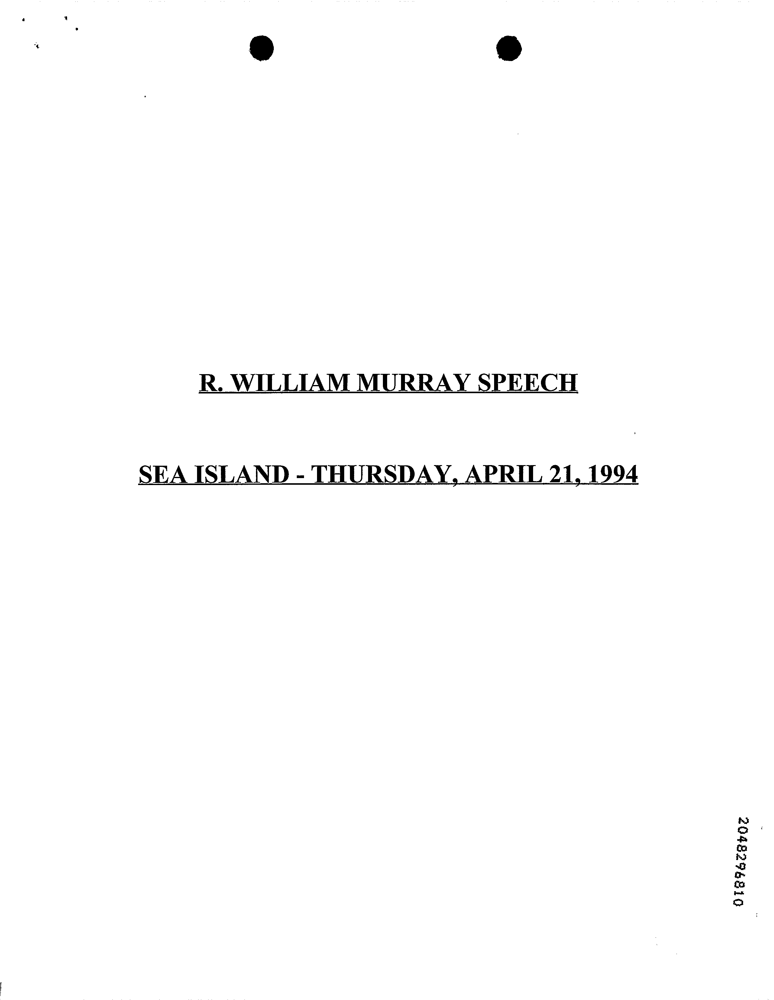 R. WILLIAM MURRAY SPEECH
SEA ISLAND - THURSDAY, APRIL 21, 1994
2048296810